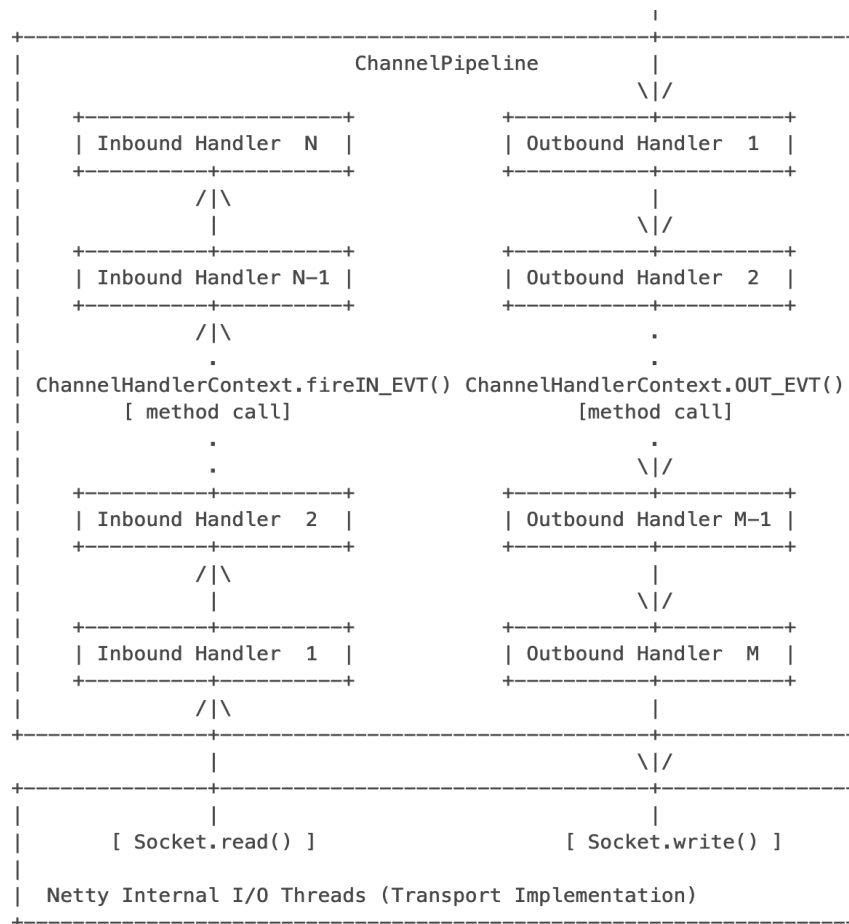 ChannelPipeline
| Inbound Handler  N  | | Outbound Handler  1  |
| Inbound Handler N-1 | | Outbound Handler  2  |
ChannelHandlerContext.fireIN_EVT() ChannelHandlerContext.OUT_EVT()
[ method call] [method call]
| Inbound Handler  2  | | Outbound Handler M-1 |
| Inbound Handler  1  | | Outbound Handler  M  |
[ Socket.read() ] [ Socket.write() ]
Netty Internal I/O Threads (Transport Implementation)